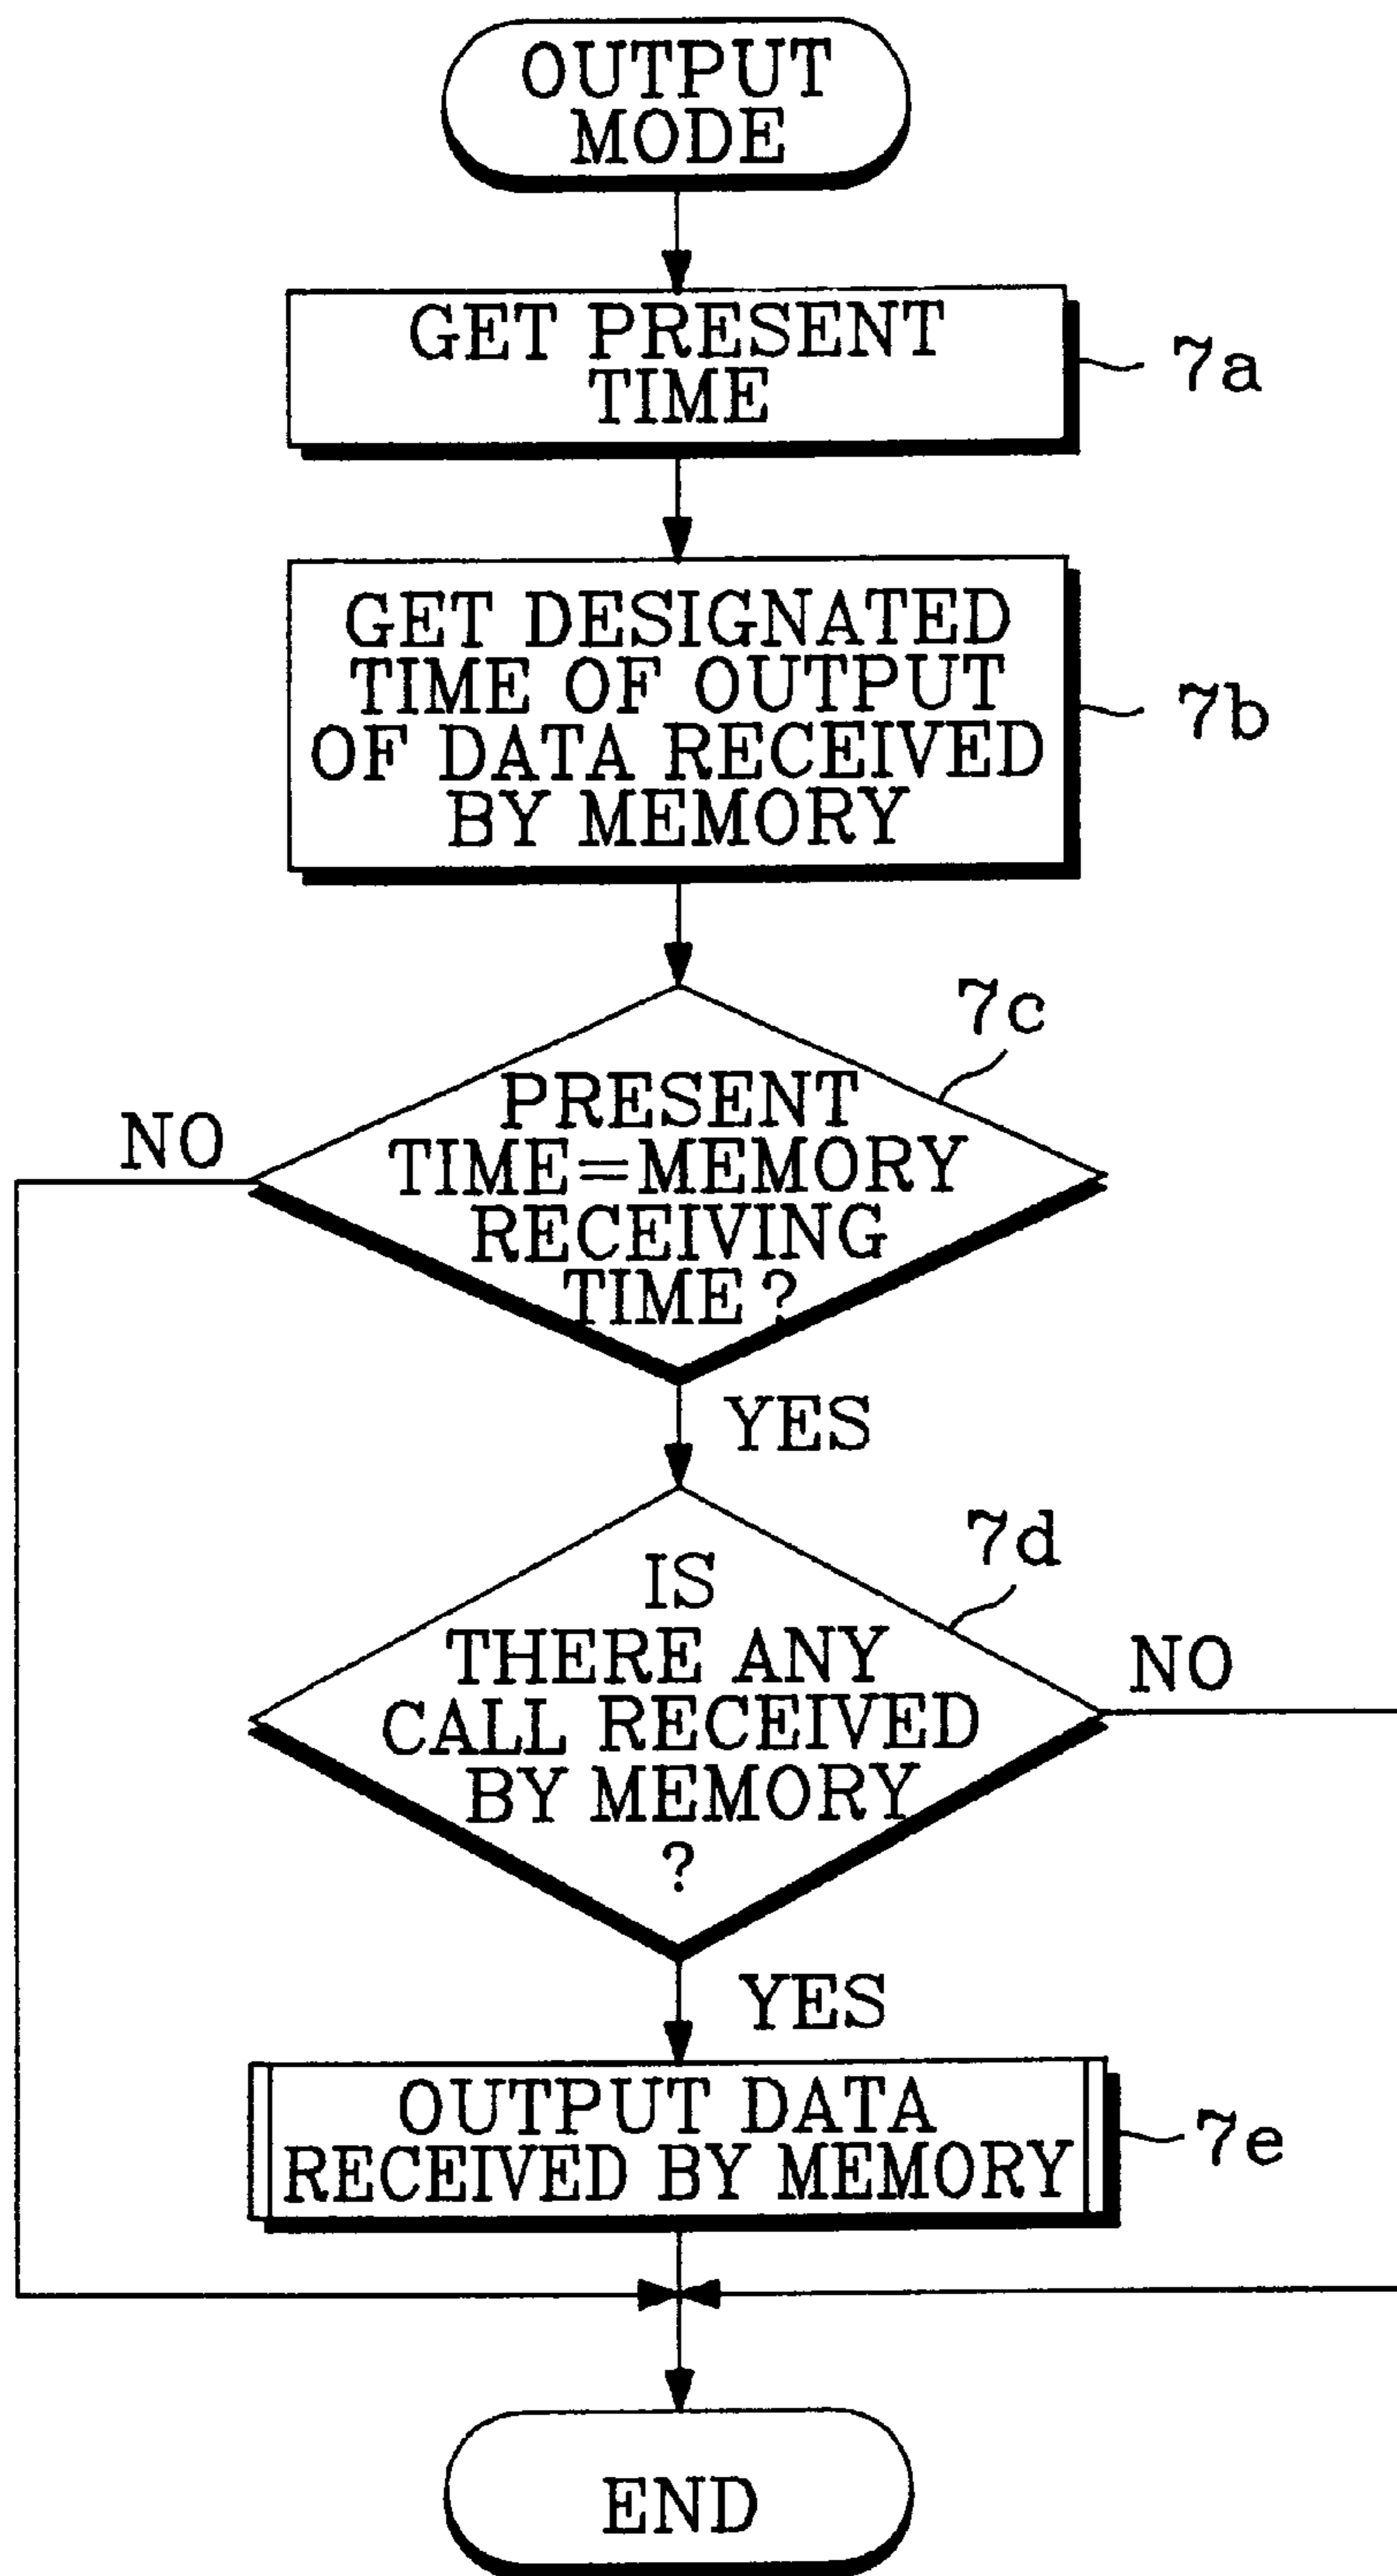 OUTPUT
MODE
GET PRESENT
TIME
7a
GET DESIGNATED
TIME OF OUTPUT
OF DATA RECEIVED
BY MEMORY
7b
7c
PRESENT
TIME=MEMORY
RECEIVING
TIME?
NO
YES
7d
IS
THERE ANY
CALL RECEIVED
BY MEMORY
?
NO
YES
OUTPUT DATA
RECEIVED BY MEMORY
7e
END